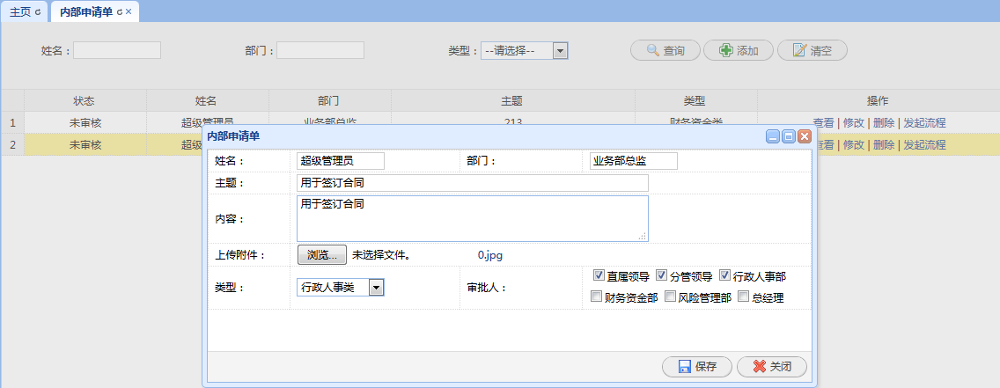 主页 内部申请单
姓名： 部门： 类型： --请选择-- 查询 添加 清空
状态 姓名 部门 主题 类型 操作
1 未审核 超级管理员 业务部总监 213 财务资金类 查看 | 修改 | 删除 | 发起流程
2 未审核 超级 查看 | 修改 | 删除 | 发起流程
内部申请单
姓名： 超级管理员 部门： 业务部总监
主题： 用于签订合同
内容： 用于签订合同
上传附件： 浏览... 未选择文件。 0.jpg
类型： 行政人事类 审批人： 直属领导 分管领导 行政人事部
财务资金部 风险管理部 总经理
保存 关闭